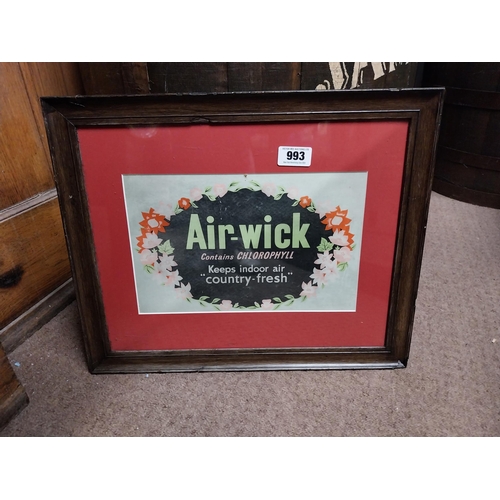 993
Air-wick
Contains CHLOROPHYLL
Keeps indoor air
"country-fresh"